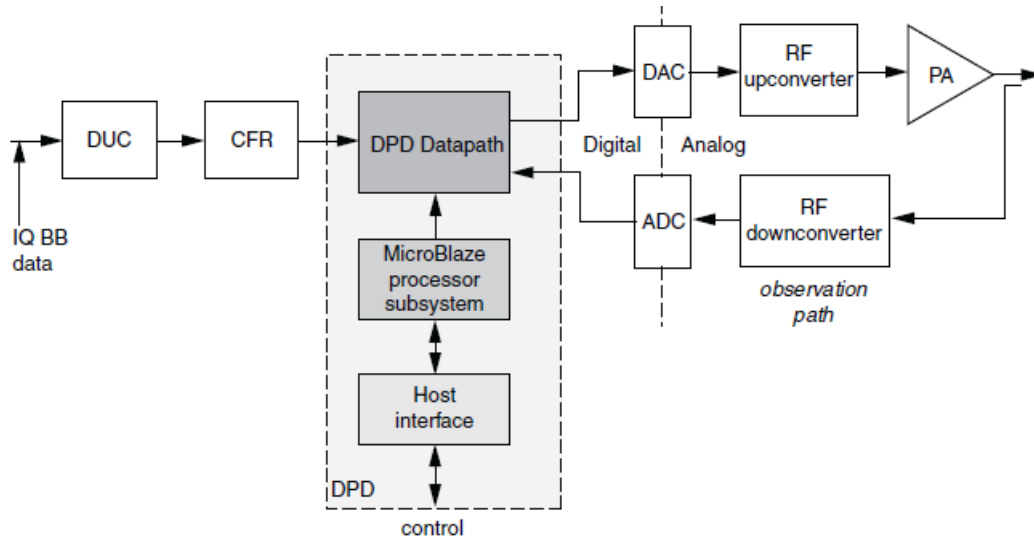 DUC
CFR
IQ BB
data
DPD Datapath
MicroBlaze
processor
subsystem
Host
interface
DPD
control
Digital
Analog
DAC
RF
upconverter
PA
ADC
RF
downconverter
observation
path